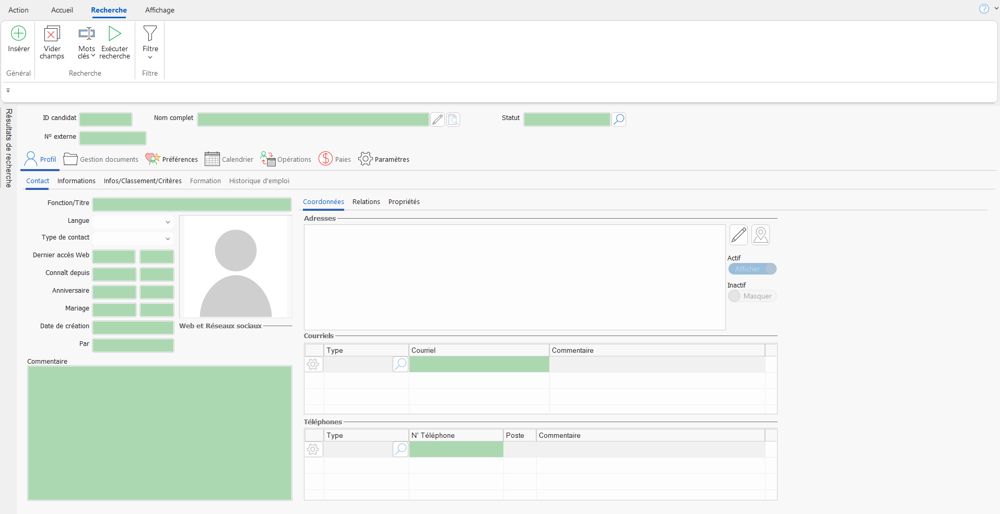 Action Accueil Recherche Affichage
Insérer
Vider champs
Mots clés
Exécuter recherche
Filtre
Général Recherche Filtre
Résultats de recherche
ID candidat
Nom complet
Statut
N° externe
Profil Gestion documents Préférences Calendrier Opérations Paies Paramètres
Contact Informations Infos/Classement/Critères Formation Historique d'emploi
Fonction/Titre
Langue
Type de contact
Dernier accès Web
Connaît depuis
Anniversaire
Mariage
Date de création
Par
Web et Réseaux sociaux
Commentaire
Coordonnées Relations Propriétés
Adresses
Actif
Afficher
Inactif
Masquer
Courriels
Type Courriel Commentaire
Téléphones
Type N° Téléphone Poste Commentaire